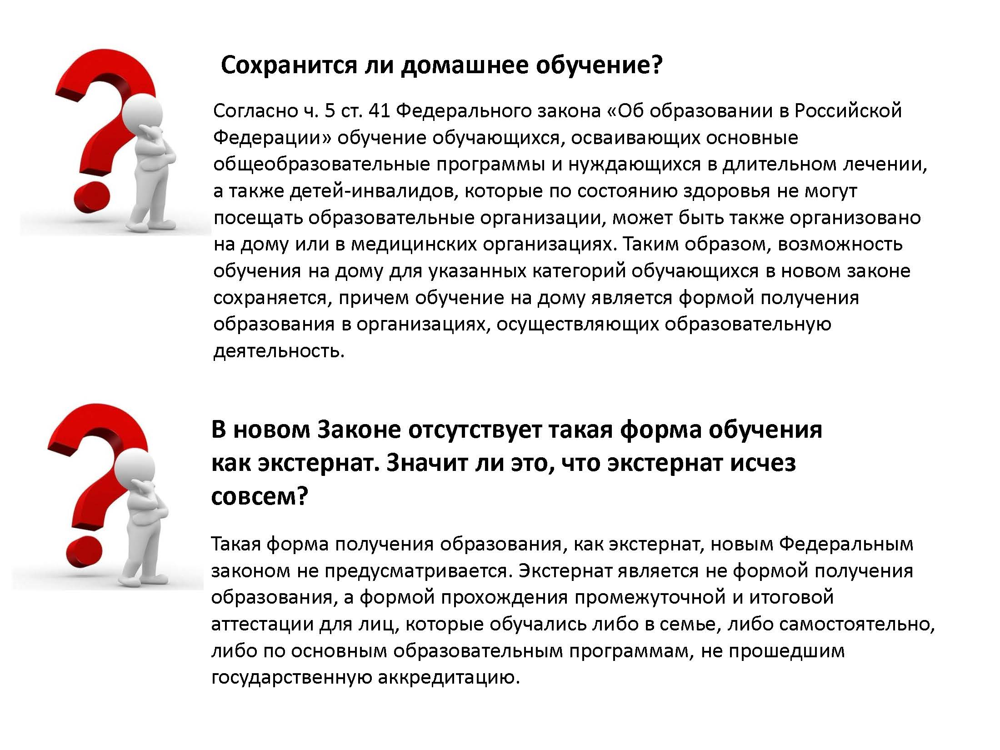 Сохранится ли домашнее обучение?
Согласно ч. 5 ст. 41 Федерального закона «Об образовании в Российской
Федерации» обучение обучающихся, осваивающих основные
общеобразовательные программы и нуждающихся в длительном лечении,
а также детей-инвалидов, которые по состоянию здоровья не могут
посещать образовательные организации, может быть также организовано
на дому или в медицинских организациях. Таким образом, возможность
обучения на дому для указанных категорий обучающихся в новом законе
сохраняется, причем обучение на дому является формой получения
образования в организациях, осуществляющих образовательную
деятельность.
В новом Законе отсутствует такая форма обучения
как экстернат. Значит ли это, что экстернат исчез
совсем?
Такая форма получения образования, как экстернат, новым Федеральным
законом не предусматривается. Экстернат является не формой получения
образования, а формой прохождения промежуточной и итоговой
аттестации для лиц, которые обучались либо в семье, либо самостоятельно,
либо по основным образовательным программам, не прошедшим
государственную аккредитацию.